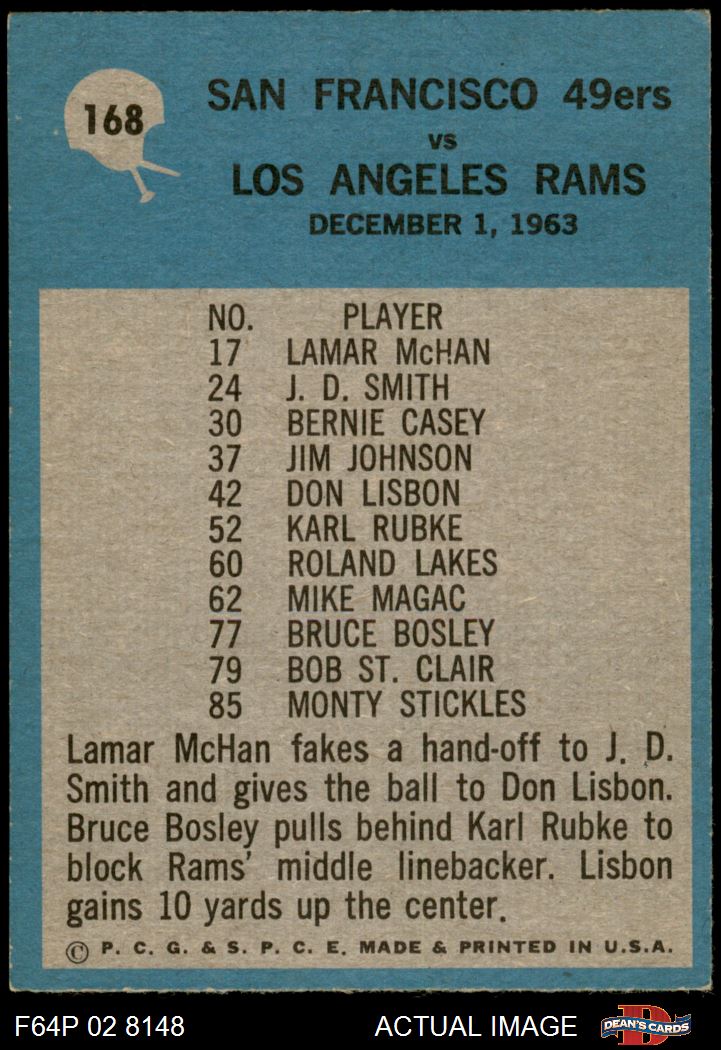 168
SAN FRANCISCO 49ers
vs
LOS ANGELES RAMS
DECEMBER 1, 1963
NO. PLAYER
17 LAMAR McHAN
24 J. D. SMITH
30 BERNIE CASEY
37 JIM JOHNSON
42 DON LISBON
52 KARL RUBKE
60 ROLAND LAKES
62 MIKE MAGAC
77 BRUCE BOSLEY
79 BOB ST. CLAIR
85 MONTY STICKLES
Lamar McHan fakes a hand-off to J. D.
Smith and gives the ball to Don Lisbon.
Bruce Bosley pulls behind Karl Rubke to
block Rams' middle linebacker. Lisbon
gains 10 yards up the center.
© P. C. G. & S. P. C. E. MADE & PRINTED IN U.S.A.
F64P 02 8148 ACTUAL IMAGE D DEAN'S CARDS